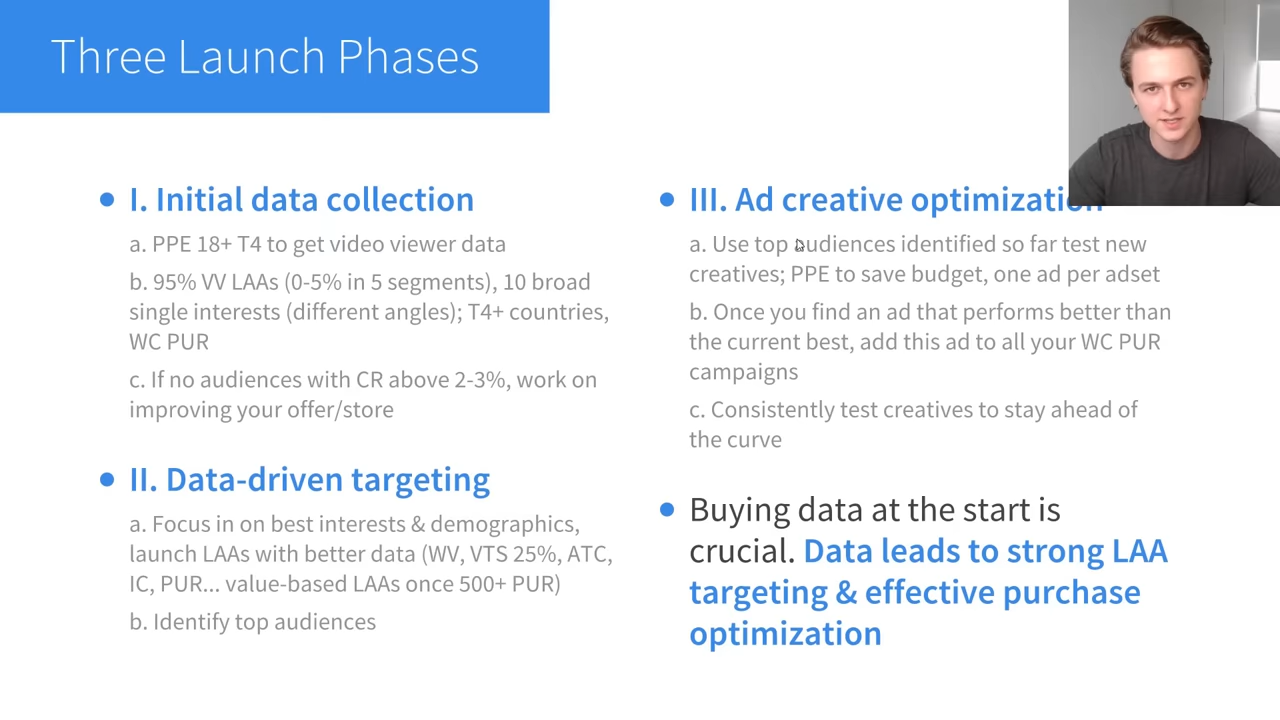 Three Launch Phases
• I. Initial data collection
a. PPE 18+ T4 to get video viewer data
b. 95% VV LAAs (0-5% in 5 segments), 10 broad
single interests (different angles); T4+ countries,
WC PUR
c. If no audiences with CR above 2-3%, work on
improving your offer/store
• II. Data-driven targeting
a. Focus in on best interests & demographics,
launch LAAs with better data (WV, VTS 25%, ATC,
IC, PUR... value-based LAAs once 500+ PUR)
b. Identify top audiences
• III. Ad creative optimization
a. Use top audiences identified so far test new
creatives; PPE to save budget, one ad per adset
b. Once you find an ad that performs better than
the current best, add this ad to all your WC PUR
campaigns
c. Consistently test creatives to stay ahead of
the curve
• Buying data at the start is
crucial. Data leads to strong LAA
targeting & effective purchase
optimization